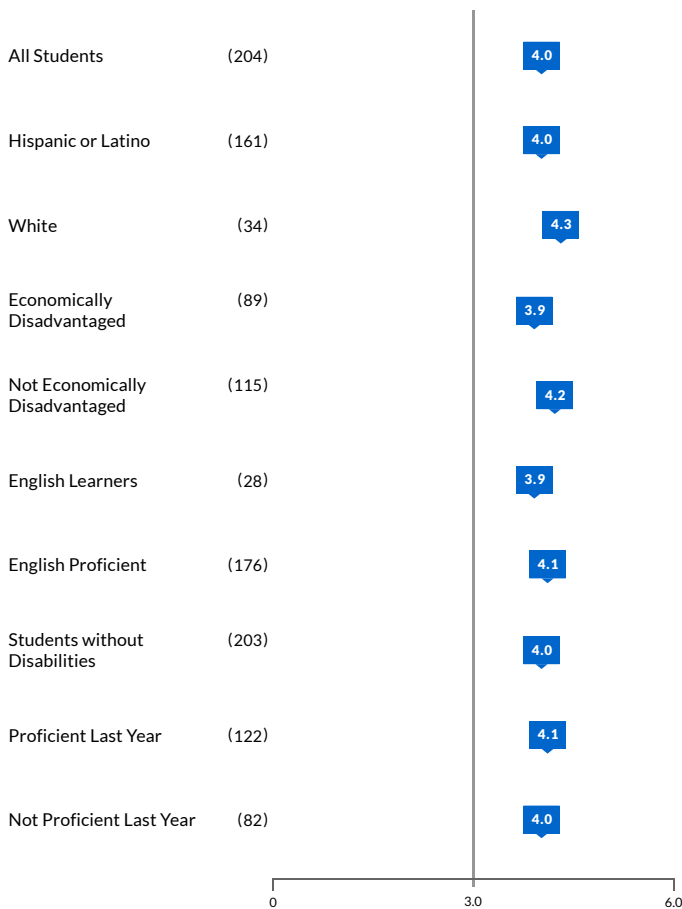 All Students (204) 4.0
Hispanic or Latino (161) 4.0
White (34) 4.3
Economically (89) 3.9
Disadvantaged
Not Economically (115) 4.2
Disadvantaged
English Learners (28) 3.9
English Proficient (176) 4.1
Students without (203) 4.0
Disabilities
Proficient Last Year (122) 4.1
Not Proficient Last Year (82) 4.0
0 3.0 6.0